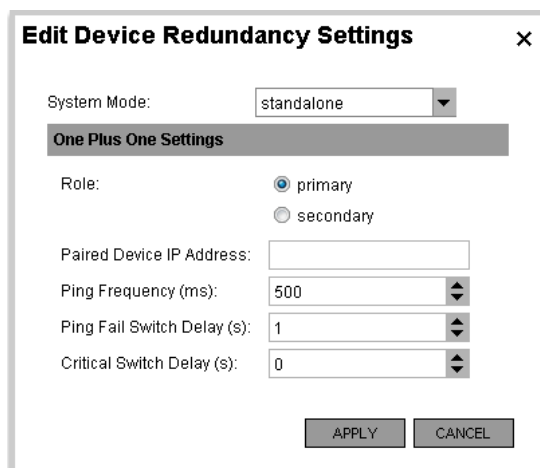 Edit Device Redundancy Settings
System Mode: standalone
One Plus One Settings
Role: primary
secondary
Paired Device IP Address:
Ping Frequency (ms): 500
Ping Fail Switch Delay (s): 1
Critical Switch Delay (s): 0
APPLY CANCEL